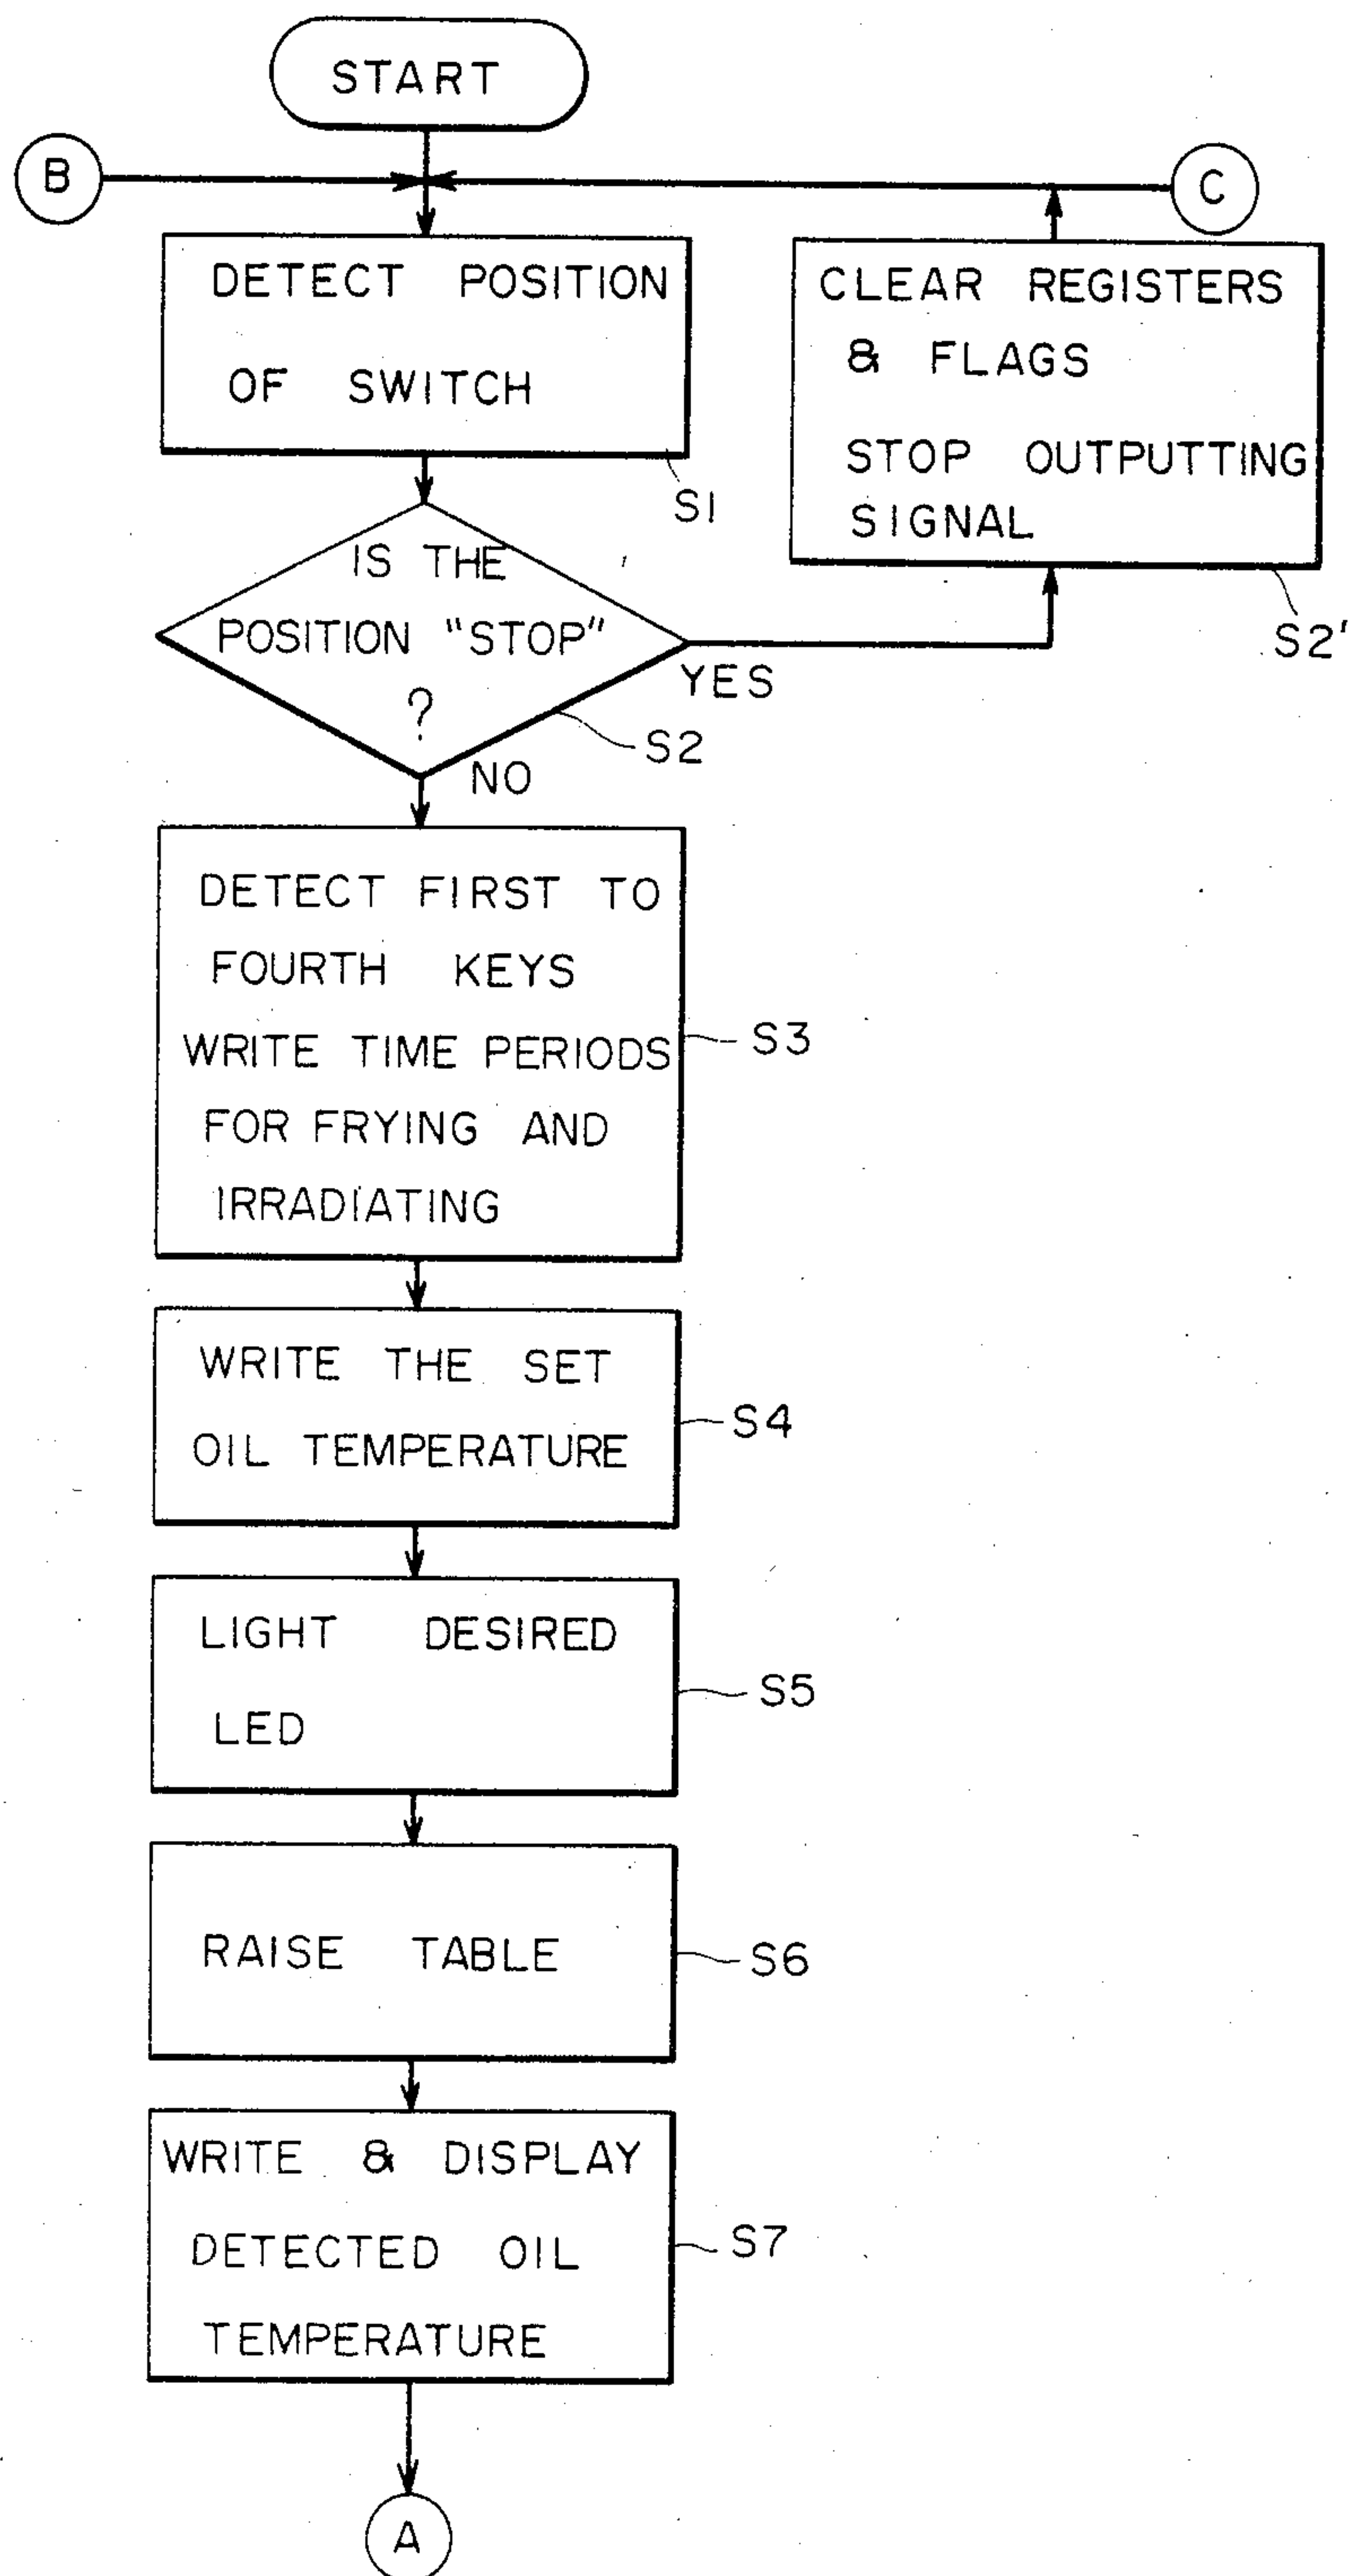 START
B
C
DETECT POSITION
OF SWITCH
S1
CLEAR REGISTERS
& FLAGS
STOP OUTPUTTING
SIGNAL
S2'
IS THE
POSITION "STOP"
?
YES
S2
NO
DETECT FIRST TO
FOURTH KEYS
WRITE TIME PERIODS
FOR FRYING AND
IRRADIATING
S3
WRITE THE SET
OIL TEMPERATURE
S4
LIGHT DESIRED
LED
S5
RAISE TABLE
S6
WRITE & DISPLAY
DETECTED OIL
TEMPERATURE
S7
A